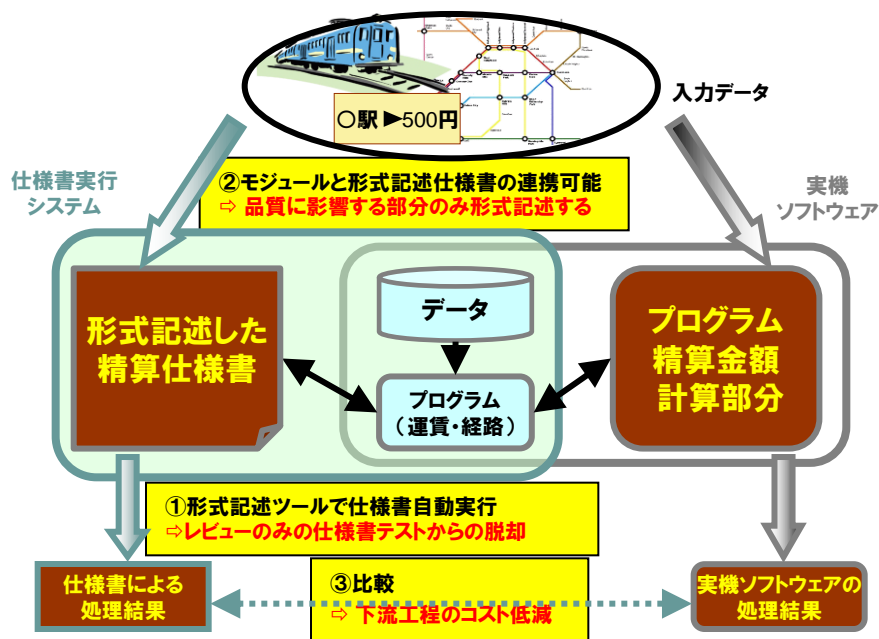 〇駅 ▶500円
入力データ
仕様書実行
システム
②モジュールと形式記述仕様書の連携可能
⇨ 品質に影響する部分のみ形式記述する
実機
ソフトウェア
形式記述した
精算仕様書
データ
プログラム
（運賃・経路）
プログラム
精算金額
計算部分
①形式記述ツールで仕様書自動実行
⇨レビューのみの仕様書テストからの脱却
仕様書による
処理結果
③比較
⇨ 下流工程のコスト低減
実機ソフトウェアの
処理結果